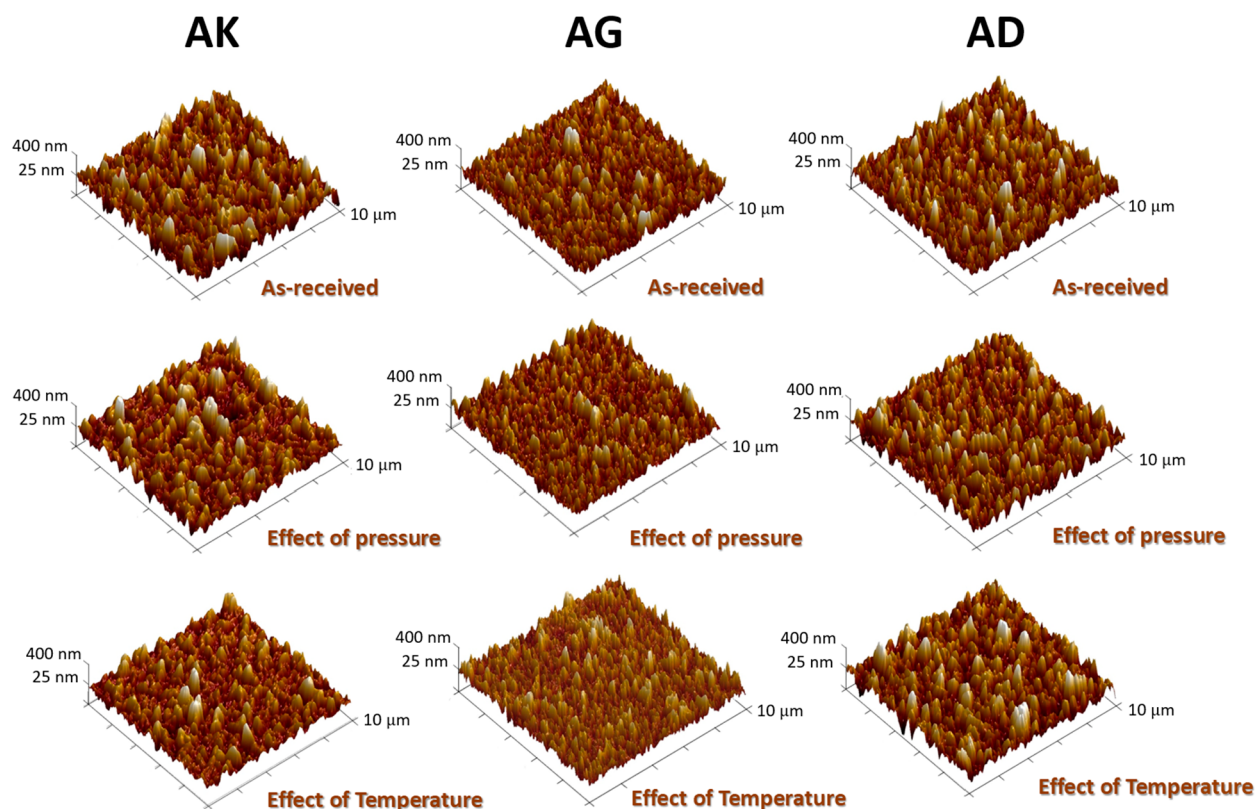 AK
AG
AD
400 nm
25 nm
10 µm
As-received
400 nm
25 nm
10 µm
As-received
400 nm
25 nm
10 µm
As-received
400 nm
25 nm
10 µm
Effect of pressure
400 nm
25 nm
10 µm
Effect of pressure
400 nm
25 nm
10 µm
Effect of pressure
400 nm
25 nm
10 µm
Effect of Temperature
400 nm
25 nm
10 µm
Effect of Temperature
400 nm
25 nm
10 µm
Effect of Temperature